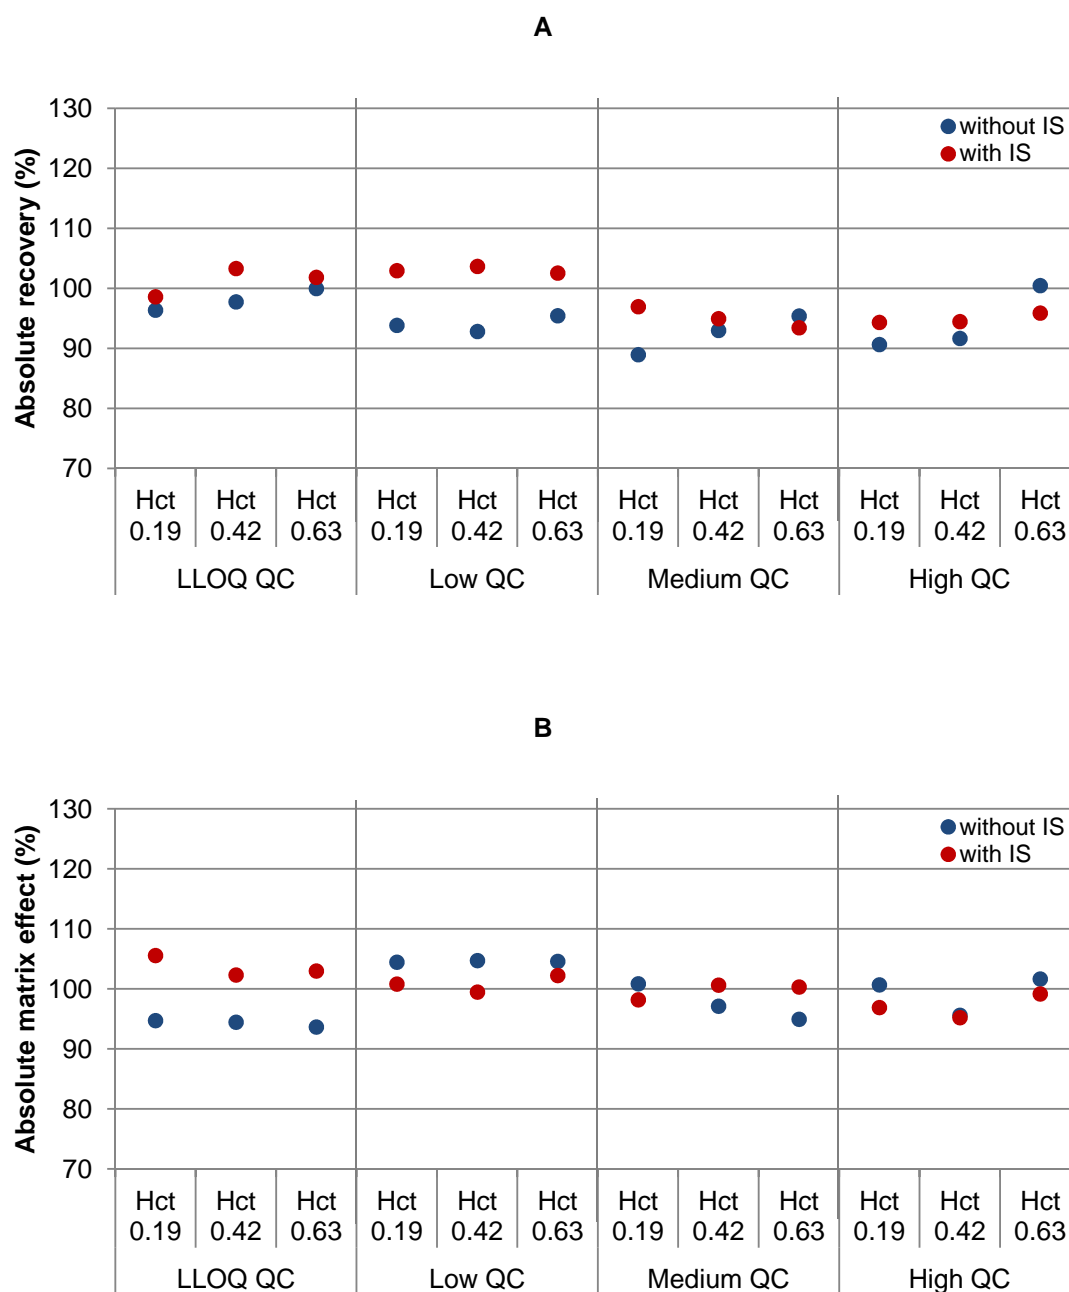 A
Absolute recovery (%)
130
120
110
100
90
80
70
without IS
with IS
Hct Hct Hct Hct Hct Hct Hct Hct Hct Hct Hct Hct
0.19 0.42 0.63 0.19 0.42 0.63 0.19 0.42 0.63 0.19 0.42 0.63
LLOQ QC Low QC Medium QC High QC
B
Absolute matrix effect (%)
130
120
110
100
90
80
70
without IS
with IS
Hct Hct Hct Hct Hct Hct Hct Hct Hct Hct Hct Hct
0.19 0.42 0.63 0.19 0.42 0.63 0.19 0.42 0.63 0.19 0.42 0.63
LLOQ QC Low QC Medium QC High QC